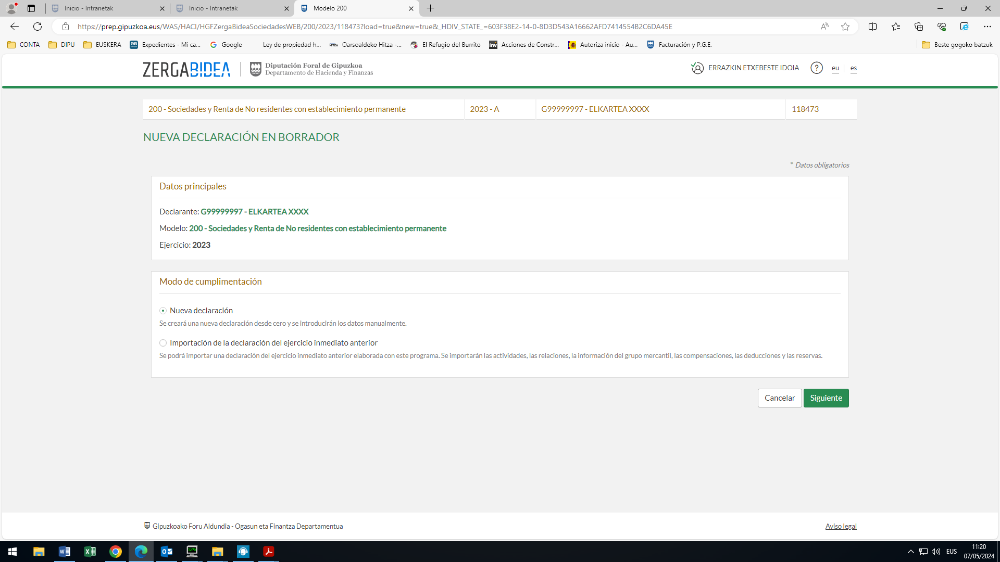 Inicio - Intranetak
Inicio - Intranetak
Modelo 200
https://prep.gipuzkoa.eus/WAS/HACI/HGFZergaBideaSociedadesWEB/200/2023/118473?load=true&new=true&_HDIV_STATE_=603F38E2-14-0-8D3D543A16662AFD7414554B2C6DA45E
CONTA
DIPU
EUSKERA
Expedientes - Mi ca...
Google
Ley de propiedad h...
HITZA
Oarsoaldeko Hitza -...
El Refugio del Burrito
Inv
Acciones de Constr...
Autoriza inicio - Au...
Facturación y P.G.E.
Beste gogoko batzuk
ZERGABIDEA
Diputación Foral de Gipuzkoa
Departamento de Hacienda y Finanzas
ERRAZKIN ETXEBESTE IDOIA
?
eu
es
200 - Sociedades y Renta de No residentes con establecimiento permanente
2023 - A
G99999997 - ELKARTEA XXXX
118473
NUEVA DECLARACIÓN EN BORRADOR
* Datos obligatorios
Datos principales
Declarante: G99999997 - ELKARTEA XXXX
Modelo: 200 - Sociedades y Renta de No residentes con establecimiento permanente
Ejercicio: 2023
Modo de cumplimentación
Nueva declaración
Se creará una nueva declaración desde cero y se introducirán los datos manualmente.
Importación de la declaración del ejercicio inmediato anterior
Se podrá importar una declaración del ejercicio inmediato anterior elaborada con este programa. Se importarán las actividades, las relaciones, la información del grupo mercantil, las compensaciones, las deducciones y las reservas.
Cancelar
Siguiente
Gipuzkoako Foru Aldundia - Ogasun eta Finantza Departamentua
Aviso legal
3270
EUS
11:20
07/05/2024